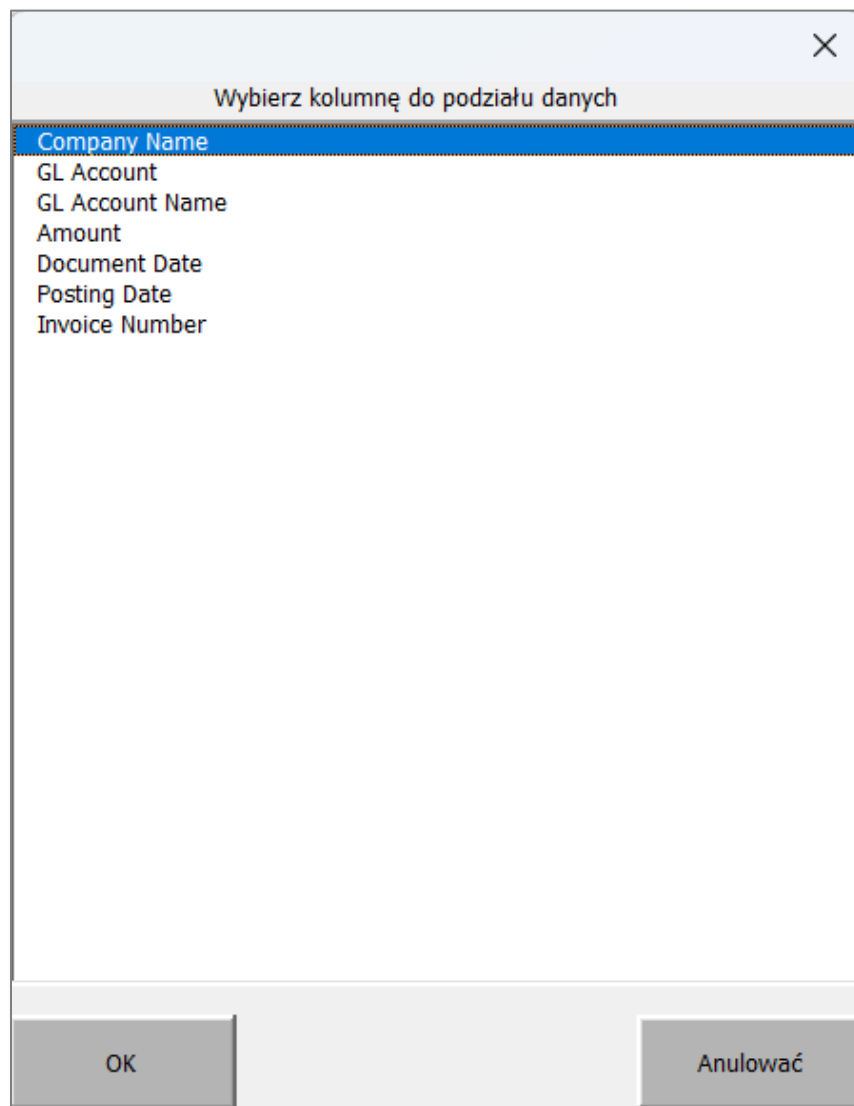 Wybierz kolumnę do podziału danych
Company Name
GL Account
GL Account Name
Amount
Document Date
Posting Date
Invoice Number
OK
Anulować